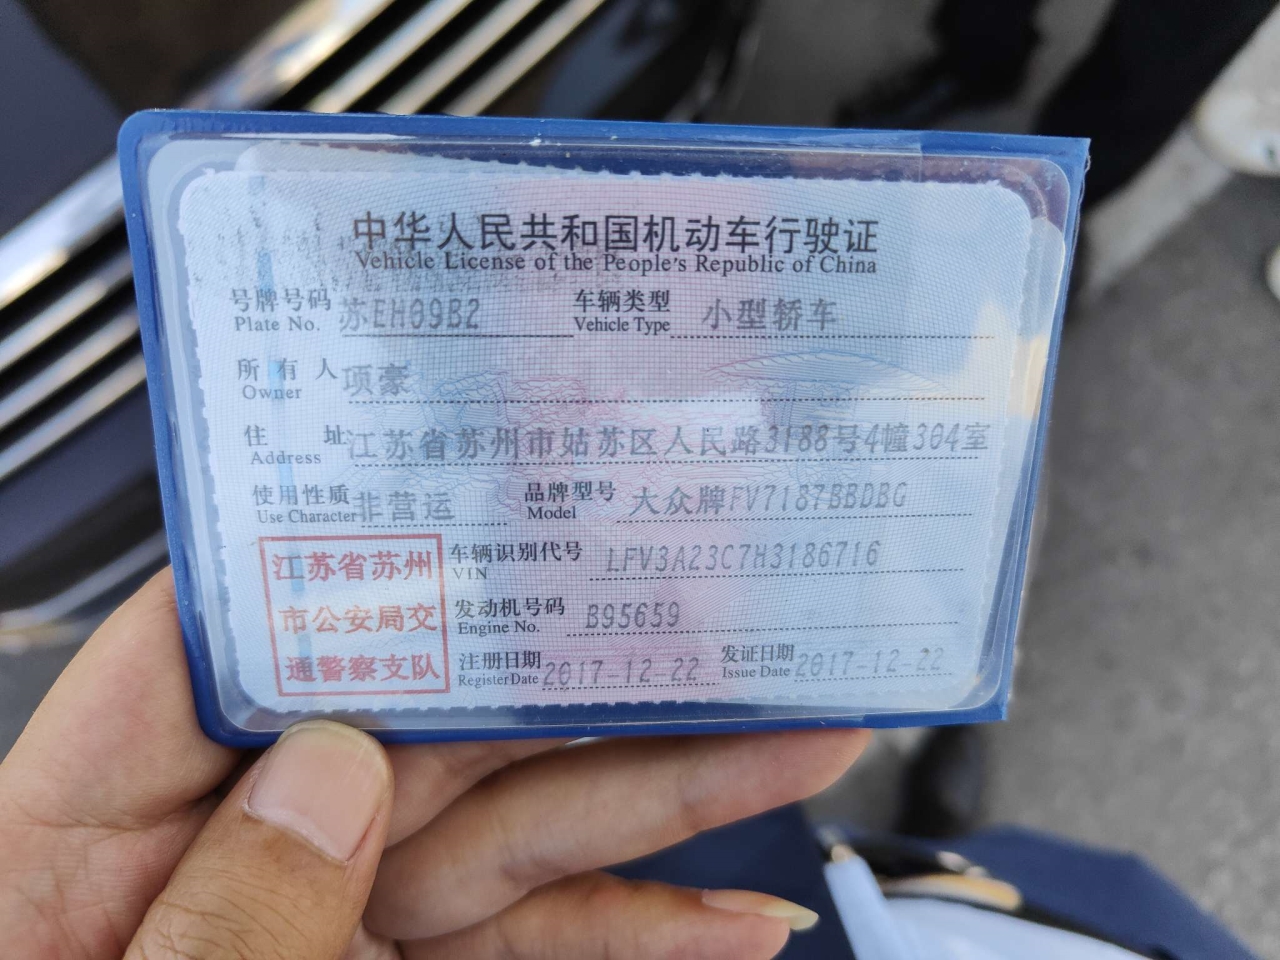 中华人民共和国机动车行驶证
Vehicle License of the People's Republic of China
号牌号码 苏EH09B2 车辆类型 小型轿车
Plate No. Vehicle Type
所有人 项豪
Owner
住址 江苏省苏州市姑苏区人民路3188号4幢304室
Address
使用性质 非营运 品牌型号 大众牌FV7187BBDBG
Use Character Model
江苏省苏州
市公安局交
通警察支队
车辆识别代号 LFV3A23C7H3186716
VIN
发动机号码 B95659
Engine No.
注册日期 2017-12-22 发证日期 2017-12-22
Register Date Issue Date